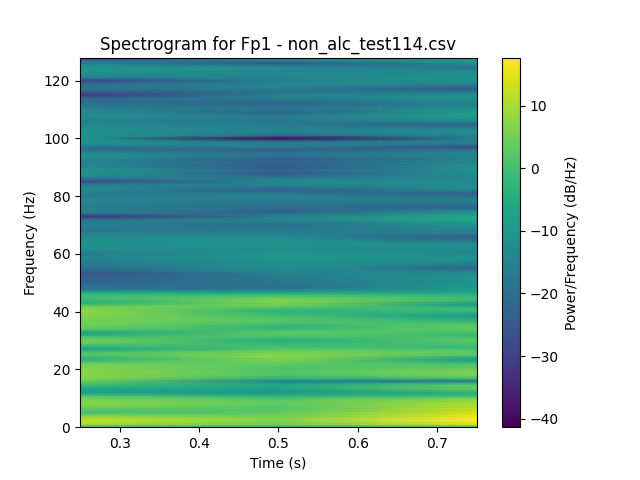 Spectrogram for Fp1 - non_alc_test114.csv
120
100
80
60
40
20
0
Frequency (Hz)
0.3 0.4 0.5 0.6 0.7
Time (s)
10
0
−10
−20
−30
−40
Power/Frequency (dB/Hz)